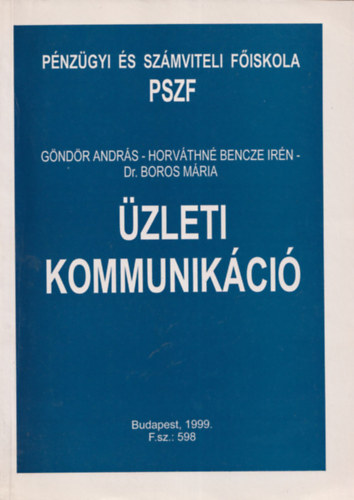 PÉNZÜGYI ÉS SZÁMVITELI FŐISKOLA
PSZF
GÖNDÖR ANDRÁS - HORVÁTHNÉ BENCZE IRÉN -
Dr. BOROS MÁRIA
ÜZLETI
KOMMUNIKÁCIÓ
Budapest, 1999.
F.sz.: 598